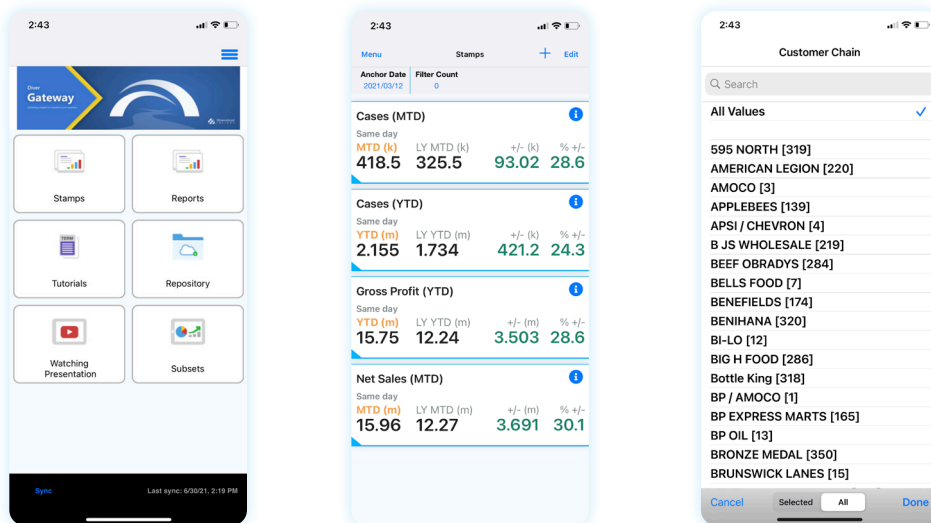 2:43
Diver
Gateway
Stamps
Reports
TERM
Tutorials
Repository
Watching
Presentation
Subsets
Sync
Last sync: 6/30/21, 2:19 PM
2:43
Menu
Stamps
+ Edit
Anchor Date Filter Count
2021/03/12 0
Cases (MTD)
Same day
MTD (k) LY MTD (k) +/- (k) % +/-
418.5 325.5 93.02 28.6
Cases (YTD)
Same day
YTD (m) LY YTD (m) +/- (k) % +/-
2.155 1.734 421.2 24.3
Gross Profit (YTD)
Same day
YTD (m) LY YTD (m) +/- (m) % +/-
15.75 12.24 3.503 28.6
Net Sales (MTD)
Same day
MTD (m) LY MTD (m) +/- (m) % +/-
15.96 12.27 3.691 30.1
2:43
Customer Chain
Search
All Values
595 NORTH [319]
AMERICAN LEGION [220]
AMOCO [3]
APPLEBEES [139]
APSI / CHEVRON [4]
B JS WHOLESALE [219]
BEEF OBRADYS [284]
BELLS FOOD [7]
BENEFIELDS [174]
BENIHANA [320]
BI-LO [12]
BIG H FOOD [286]
Bottle King [318]
BP / AMOCO [1]
BP EXPRESS MARTS [165]
BP OIL [13]
BRONZE MEDAL [350]
BRUNSWICK LANES [15]
Cancel
Selected
All
Done